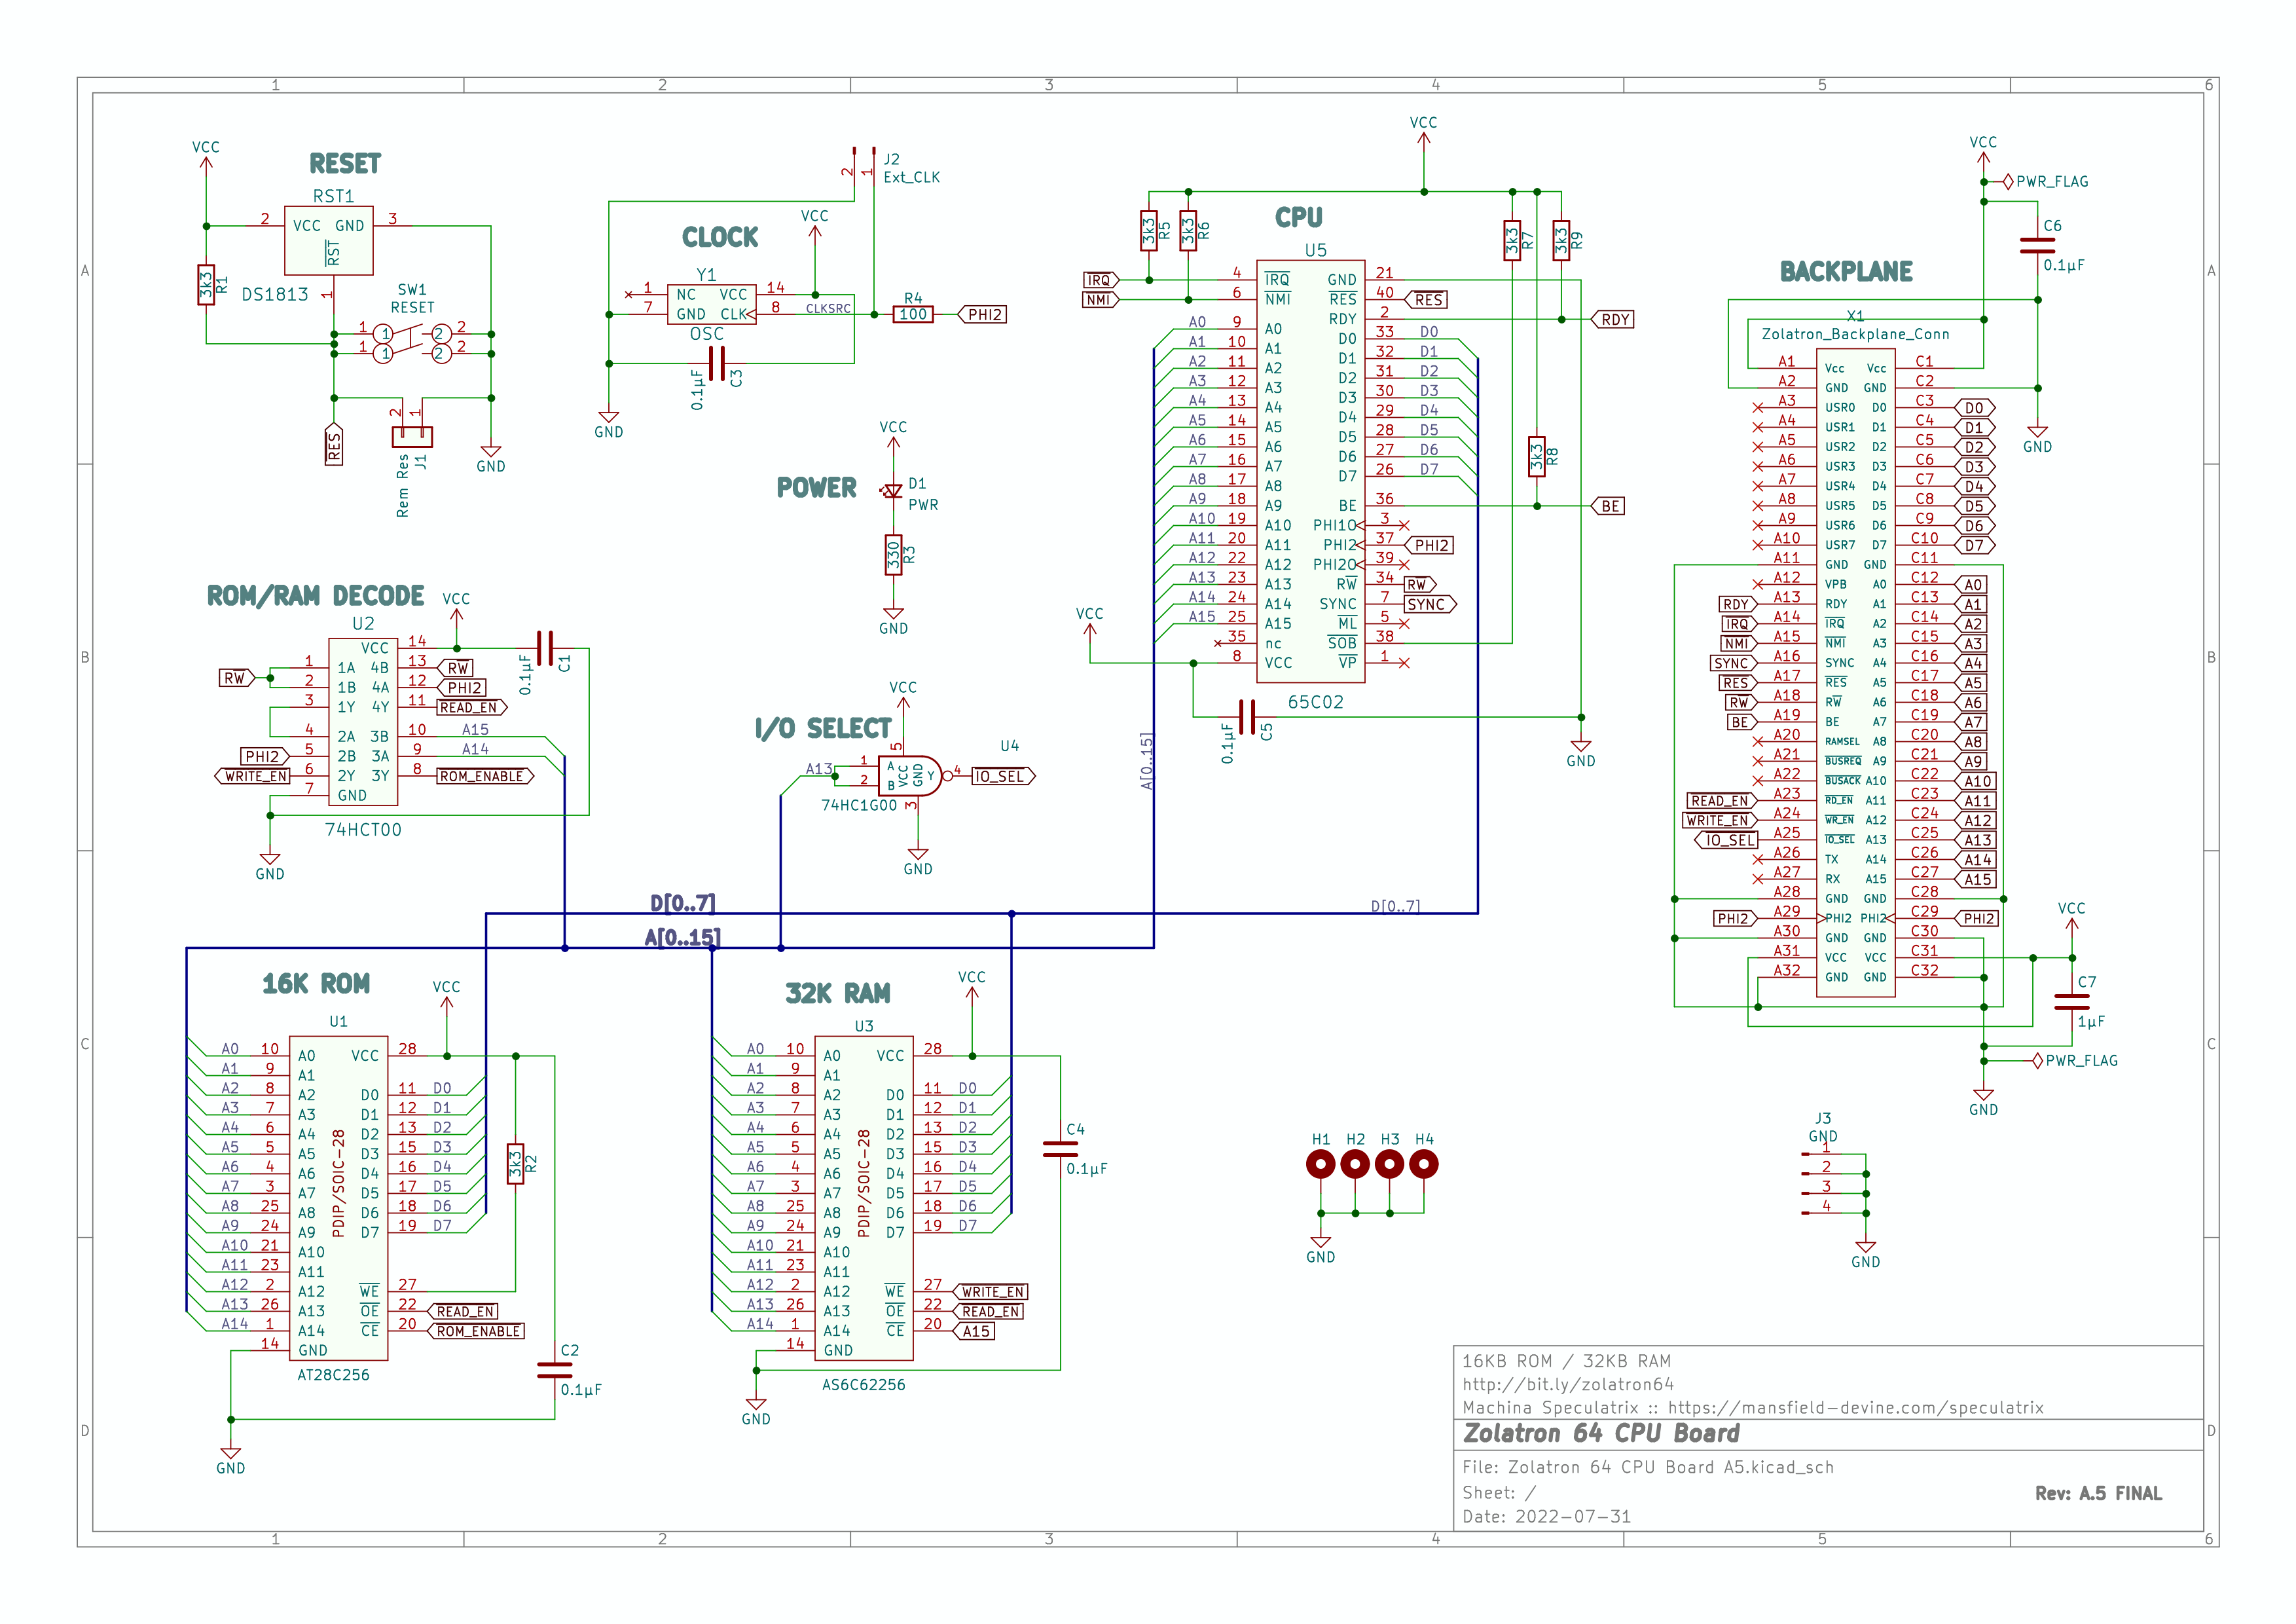 1 2 3 4 5 6
A
B
C
D
RESET
VCC
RST1
2 VCC GND 3
RST
1
DS1813
3k3 R1
SW1
RESET
1 1 2 2
1 1 2 2
RES
2 1
Rem Res J1
GND
CLOCK
J2
Ext_CLK
2 1
VCC
Y1
1 NC VCC 14
7 GND CLK 8
OSC
CLKSRC
R4
100
PHI2
0.1µF C3
GND
POWER
VCC
D1
PWR
330 R3
GND
ROM/RAM DECODE
VCC
U2
VCC 14
1 1A 4B 13 RW
RW
2 1B 4A 12 PHI2
3 1Y 4Y 11 READ_EN
4 2A 3B 10 A15
PHI2 5 2B 3A 9 A14
WRITE_EN 6 2Y 3Y 8 ROM_ENABLE
7 GND
74HCT00
0.1µF C1
GND
I/O SELECT
VCC
U4
5
A13 1 A VCC GND Y 4 IO_SEL
2 B
74HC1G00 3
GND
CPU
VCC
3k3 R5
3k3 R6
3k3 R7
3k3 R9
3k3 R8
U5
IRQ 4 IRQ GND 21
NMI 6 NMI RES 40 RES
RDY 2 RDY
A0 9 A0 D0 33 D0
A1 10 A1 D1 32 D1
A2 11 A2 D2 31 D2
A3 12 A3 D3 30 D3
A4 13 A4 D4 29 D4
A5 14 A5 D5 28 D5
A6 15 A6 D6 27 D6
A7 16 A7 D7 26 D7
A8 17 A8
A9 18 A9 BE 36 BE
A10 19 A10 PHI1O 3
A11 20 A11 PHI2 37 PHI2
A12 22 A12 PHI2O 39
A13 23 A13 RW 34 RW
A14 24 A14 SYNC 7 SYNC
A15 25 A15 ML 5
35 nc SOB 38
VCC 8 VCC VP 1
65C02
0.1µF C5
GND
A[0..15]
D[0..7]
D[0..7]
A[0..15]
BACKPLANE
VCC
PWR_FLAG
C6
0.1µF
GND
X1
Zolatron_Backplane_Conn
A1 Vcc Vcc C1
A2 GND GND C2
A3 USR0 D0 C3 D0
A4 USR1 D1 C4 D1
A5 USR2 D2 C5 D2
A6 USR3 D3 C6 D3
A7 USR4 D4 C7 D4
A8 USR5 D5 C8 D5
A9 USR6 D6 C9 D6
A10 USR7 D7 C10 D7
A11 GND GND C11
A12 VPB A0 C12 A0
RDY A13 RDY A1 C13 A1
IRQ A14 IRQ A2 C14 A2
NMI A15 NMI A3 C15 A3
SYNC A16 SYNC A4 C16 A4
RES A17 RES A5 C17 A5
RW A18 RW A6 C18 A6
BE A19 BE A7 C19 A7
A20 RAMSEL A8 C20 A8
A21 BUSREQ A9 C21 A9
A22 BUSACK A10 C22 A10
READ_EN A23 RD_EN A11 C23 A11
WRITE_EN A24 WR_EN A12 C24 A12
IO_SEL A25 IO_SEL A13 C25 A13
A26 TX A14 C26 A14
A27 RX A15 C27 A15
A28 GND GND C28
PHI2 A29 PHI2 PHI2 C29 PHI2
A30 GND GND C30
A31 VCC VCC C31
A32 GND GND C32
VCC
C7
1µF
PWR_FLAG
GND
16K ROM
VCC
U1
A0 10 A0 VCC 28
A1 9 A1
A2 8 A2 D0 11 D0
A3 7 A3 D1 12 D1
A4 6 A4 D2 13 D2
A5 5 A5 D3 15 D3
A6 4 A6 D4 16 D4
A7 3 A7 D5 17 D5
A8 25 A8 D6 18 D6
A9 24 A9 D7 19 D7
A10 21 A10
A11 23 A11
A12 2 A12 WE 27
A13 26 A13 OE 22 READ_EN
A14 1 A14 CE 20 ROM_ENABLE
14 GND
PDIP/SOIC-28
AT28C256
3k3 R2
C2
0.1µF
GND
32K RAM
VCC
U3
A0 10 A0 VCC 28
A1 9 A1
A2 8 A2 D0 11 D0
A3 7 A3 D1 12 D1
A4 6 A4 D2 13 D2
A5 5 A5 D3 15 D3
A6 4 A6 D4 16 D4
A7 3 A7 D5 17 D5
A8 25 A8 D6 18 D6
A9 24 A9 D7 19 D7
A10 21 A10
A11 23 A11
A12 2 A12 WE 27 WRITE_EN
A13 26 A13 OE 22 READ_EN
A14 1 A14 CE 20 A15
14 GND
PDIP/SOIC-28
AS6C62256
C4
0.1µF
GND
H1 H2 H3 H4
GND
J3
GND
1
2
3
4
GND
16KB ROM / 32KB RAM
http://bit.ly/zolatron64
Machina Speculatrix :: https://mansfield-devine.com/speculatrix
Zolatron 64 CPU Board
File: Zolatron 64 CPU Board A5.kicad_sch
Sheet: /
Rev: A.5 FINAL
Date: 2022-07-31
A
B
C
D
1 2 3 4 5 6